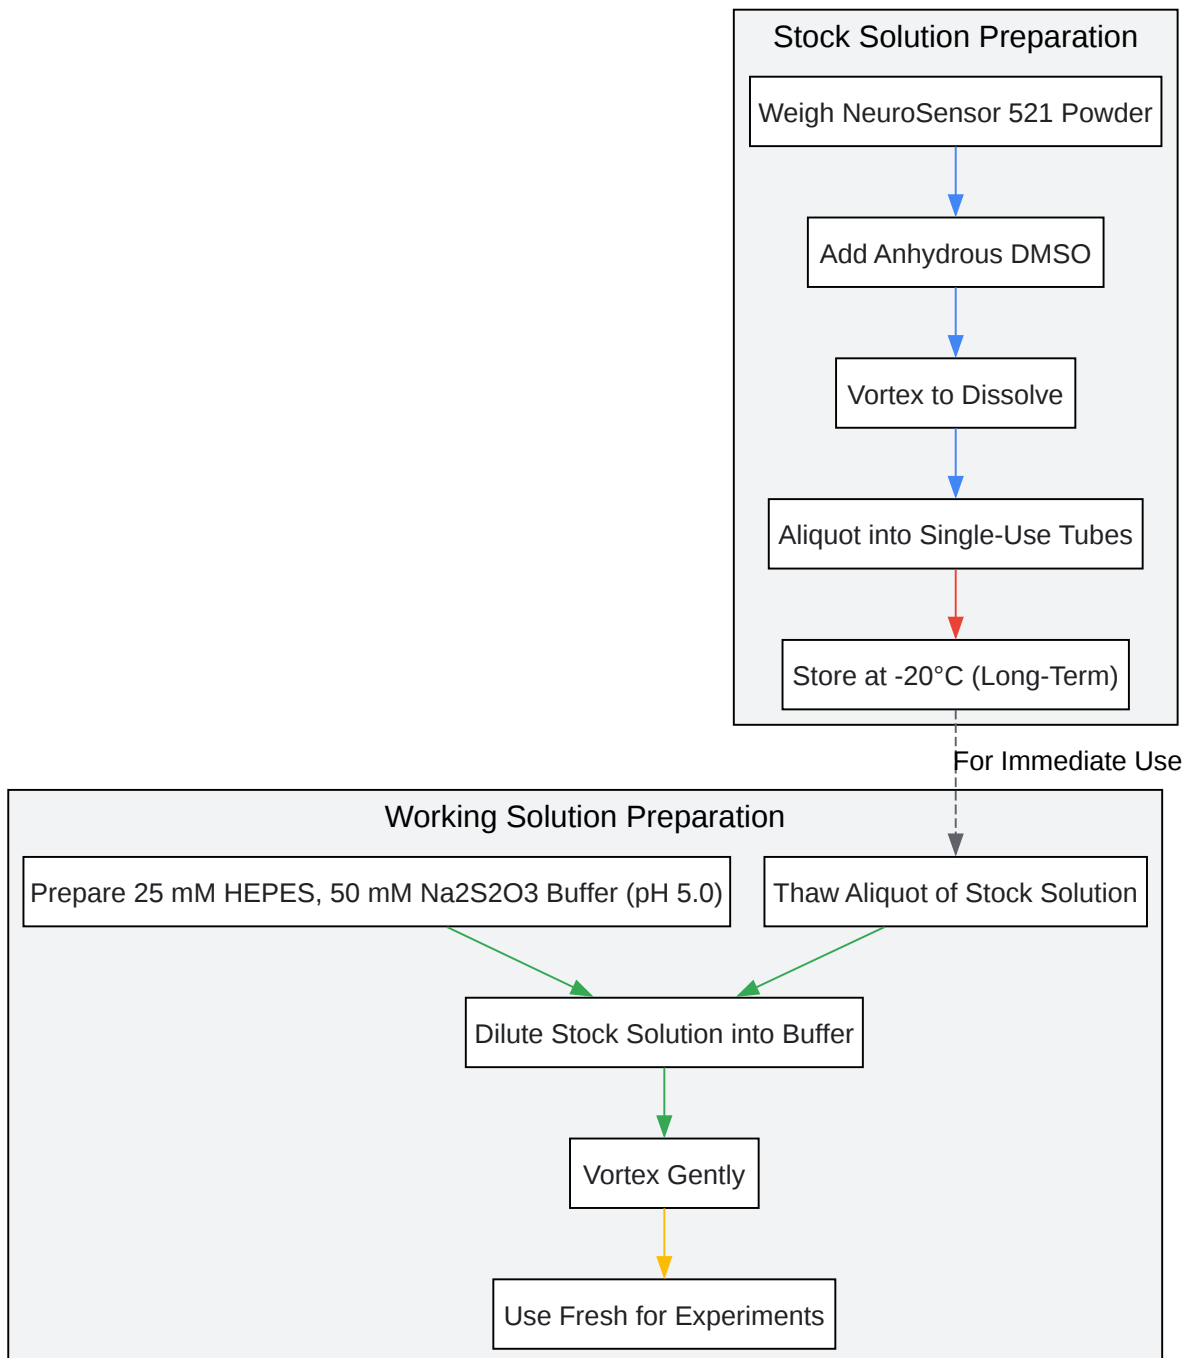 Stock Solution Preparation
Weigh NeuroSensor 521 Powder
Add Anhydrous DMSO
Vortex to Dissolve
Aliquot into Single-Use Tubes
Store at -20°C (Long-Term)
For Immediate Use
Working Solution Preparation
Prepare 25 mM HEPES, 50 mM Na2S2O3 Buffer (pH 5.0)
Thaw Aliquot of Stock Solution
Dilute Stock Solution into Buffer
Vortex Gently
Use Fresh for Experiments